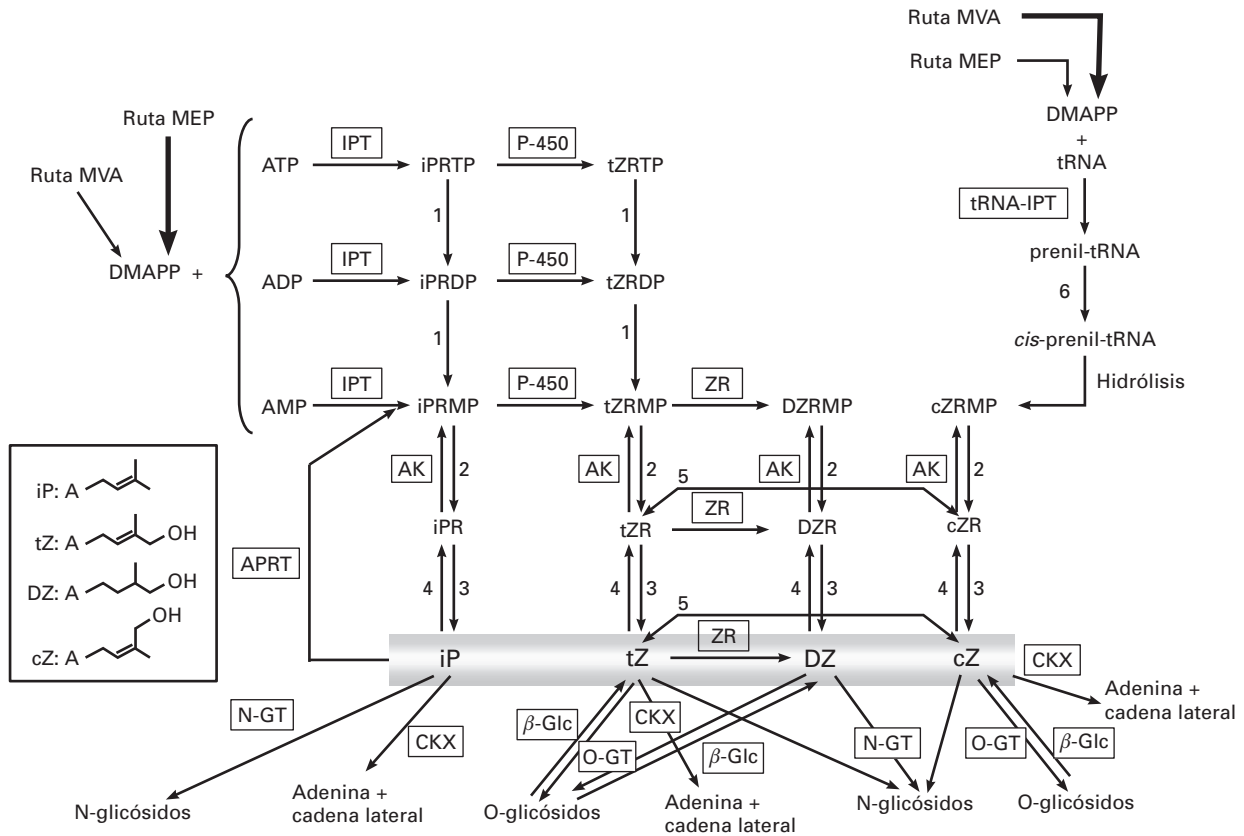 Ruta MVA
Ruta MEP
DMAPP
+
tRNA
tRNA-IPT
prenil-tRNA
6
cis-prenil-tRNA
Hidrólisis
Ruta MEP
Ruta MVA
DMAPP +
ATP IPT iPRTP P-450 tZRTP
1 1
ADP IPT iPRDP P-450 tZRDP
1 1
AMP IPT iPRMP P-450 tZRMP ZR DZRMP cZRMP
AK 2 AK 2 AK 2 AK 2
5
iPR tZR ZR DZR cZR
APRT
4 3 4 3 4 3 4 3
5
iP tZ ZR DZ cZ
CKX
Adenina +
cadena lateral
iP: A
tZ: A OH
DZ: A OH
OH
cZ: A
N-GT
CKX
β-Glc
CKX
O-GT
β-Glc
N-GT
O-GT
β-Glc
N-glicósidos
Adenina +
cadena lateral
O-glicósidos
Adenina +
cadena lateral
N-glicósidos
O-glicósidos